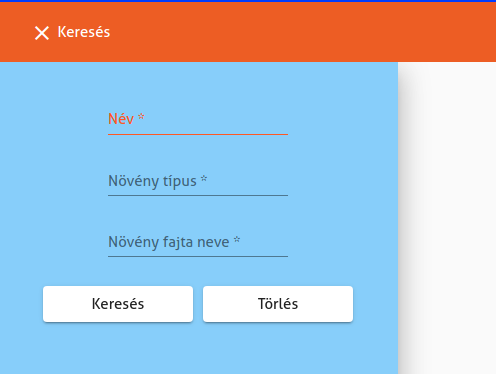 Keresés
Név *
Növény típus *
Növény fajta neve *
Keresés
Törlés